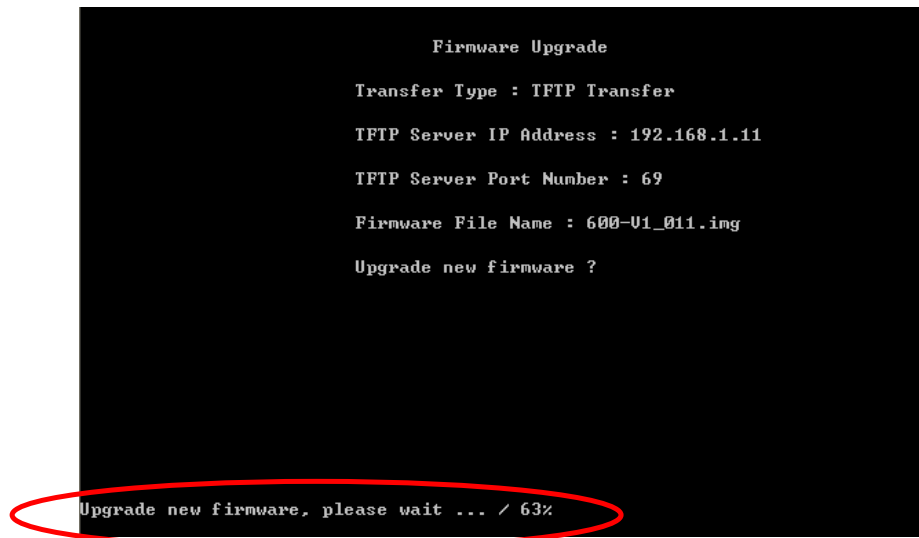 Firmware Upgrade
Transfer Type : TFTP Transfer
TFTP Server IP Address : 192.168.1.11
TFTP Server Port Number : 69
Firmware File Name : 600-V1_011.img
Upgrade new firmware ?
Upgrade new firmware, please wait ... / 63%